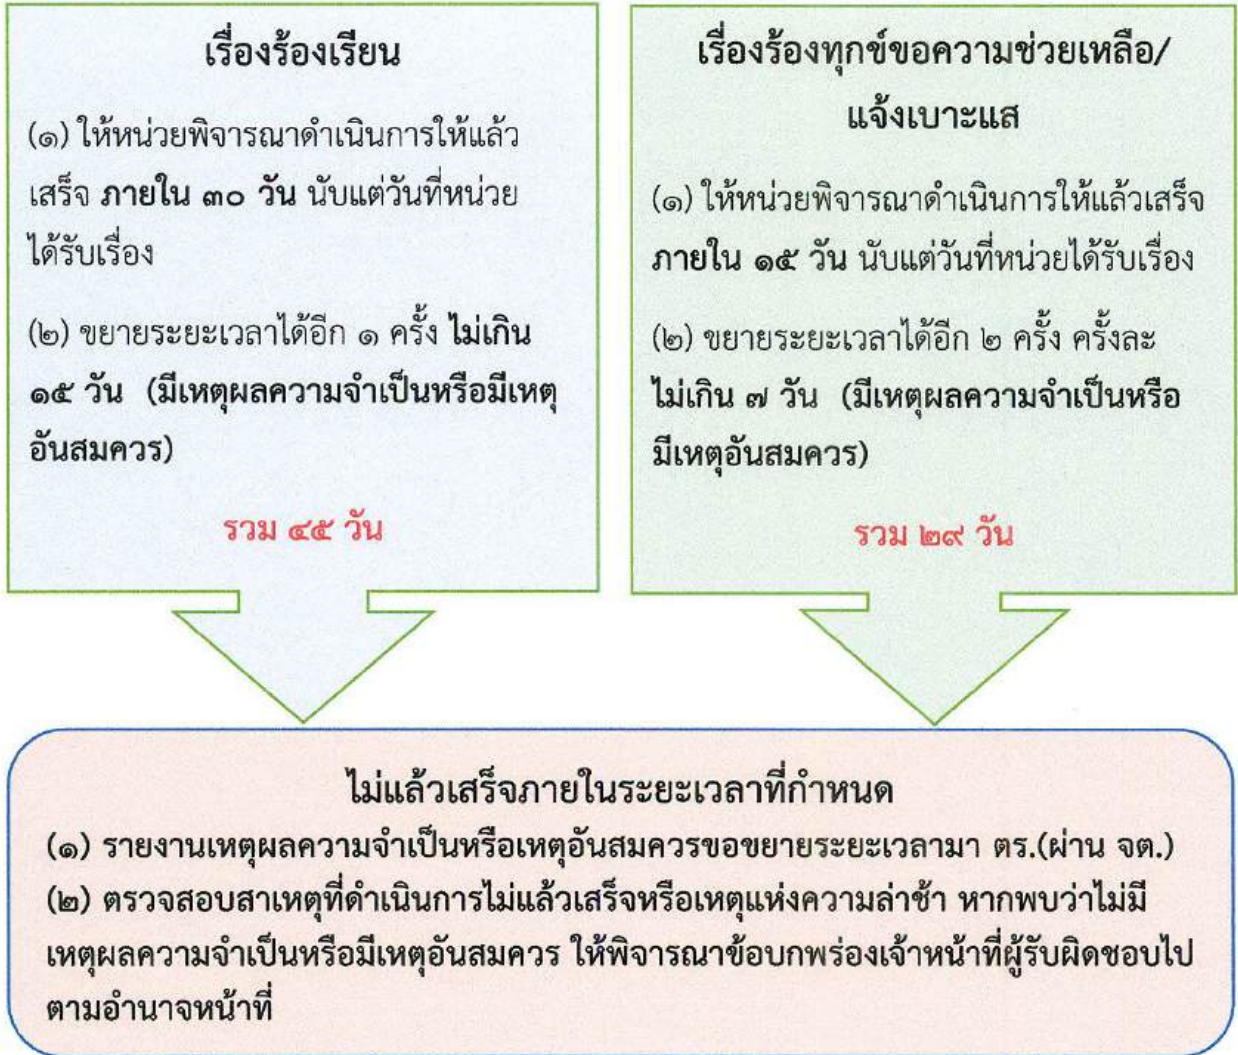 เรื่องร้องเรียน
(๑) ให้หน่วยพิจารณาดำเนินการให้แล้ว
เสร็จ ภายใน ๓๐ วัน นับแต่วันที่หน่วย
ได้รับเรื่อง
(๒) ขยายระยะเวลาได้อีก ๑ ครั้ง ไม่เกิน
๑๕ วัน (มีเหตุผลความจำเป็นหรือมีเหตุ
อันสมควร)
รวม ๔๕ วัน
เรื่องร้องทุกข์ขอความช่วยเหลือ/
แจ้งเบาะแส
(๑) ให้หน่วยพิจารณาดำเนินการให้แล้วเสร็จ
ภายใน ๑๕ วัน นับแต่วันที่หน่วยได้รับเรื่อง
(๒) ขยายระยะเวลาได้อีก ๒ ครั้ง ครั้งละ
ไม่เกิน ๗ วัน (มีเหตุผลความจำเป็นหรือ
มีเหตุอันสมควร)
รวม ๒๙ วัน
ไม่แล้วเสร็จภายในระยะเวลาที่กำหนด
(๑) รายงานเหตุผลความจำเป็นหรือเหตุอันสมควรขอขยายระยะเวลามา ตร.(ผ่าน จต.)
(๒) ตรวจสอบสาเหตุที่ดำเนินการไม่แล้วเสร็จหรือเหตุแห่งความล่าช้า หากพบว่าไม่มี
เหตุผลความจำเป็นหรือมีเหตุอันสมควร ให้พิจารณาข้อบกพร่องเจ้าหน้าที่ผู้รับผิดชอบไป
ตามอำนาจหน้าที่